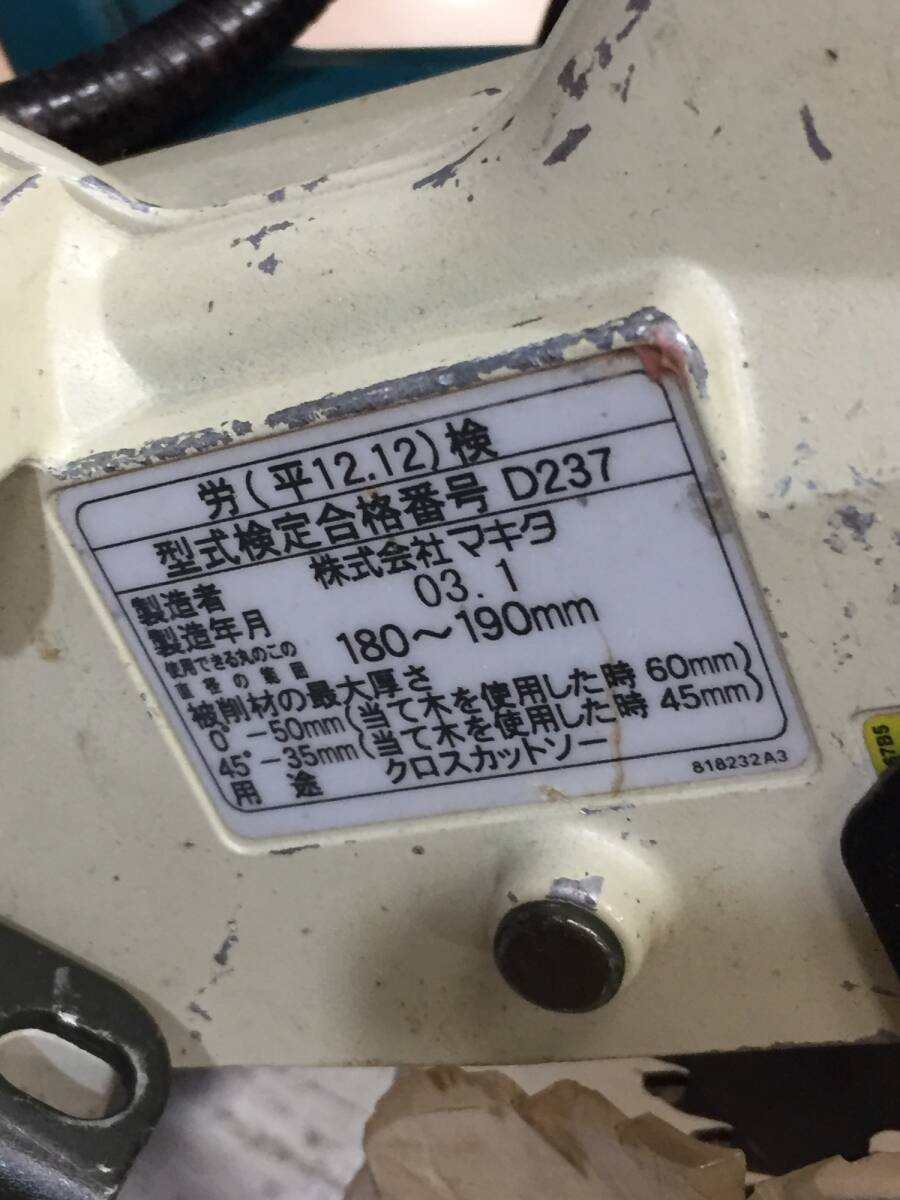 労(平12.12)検
型式検定合格番号 D237
製造者 株式会社マキタ
製造年月 03.1
使用できる丸のこの
直径の範囲 180~190mm
被削材の最大厚さ
0°-50mm(当て木を使用した時 60mm)
45°-35mm(当て木を使用した時 45mm)
用途 クロスカットソー
818232A3